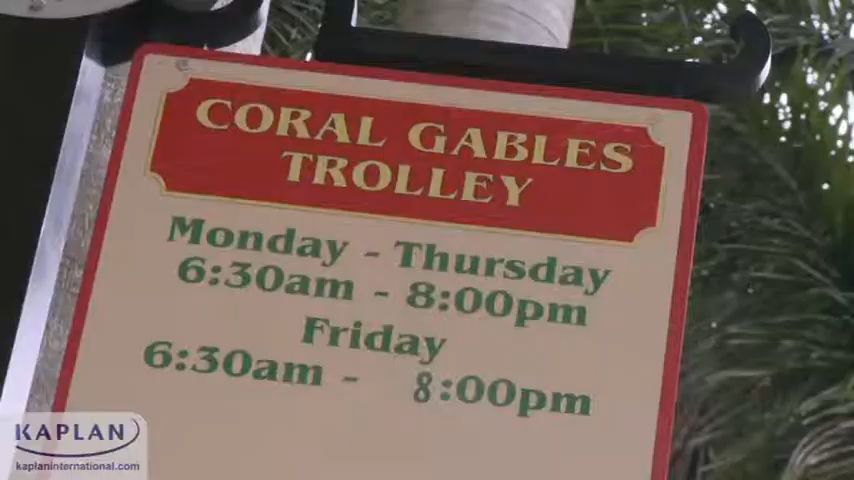 CORAL GABLES
TROLLEY
Monday - Thursday
6:30am - 8:00pm
Friday
6:30am - 8:00pm
KAPLAN
kaplaninternational.com